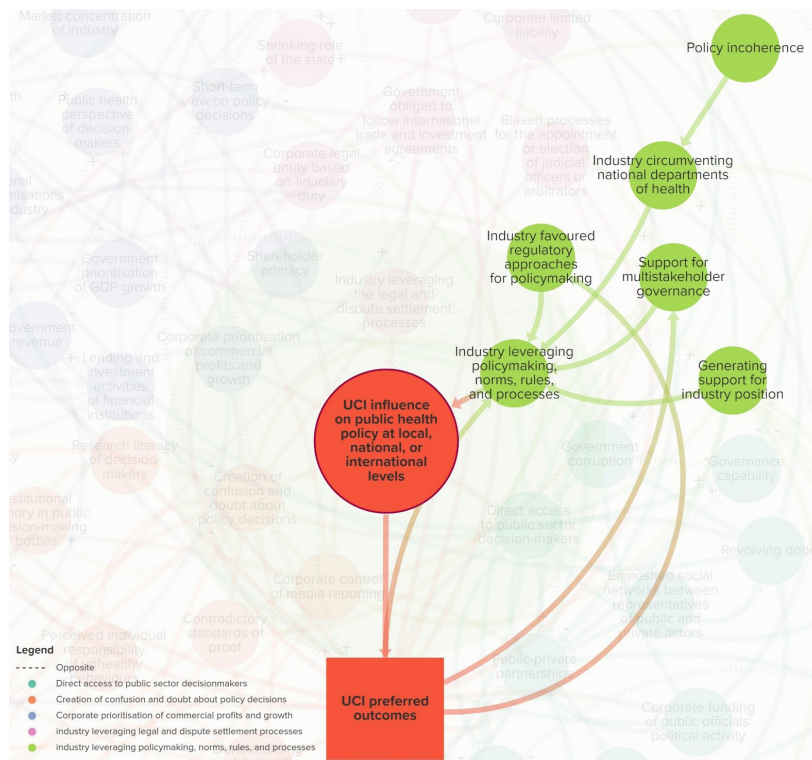 Market concentration
of industry
Corporate limited
liability
Shrinking role
of the state
Policy incoherence
Short-term
view on policy
decisions
Government
obliged to
follow international
trade and investment
agreements
Public health
perspective
of decision-
makers
Biased processes
for the appointment
or election
of judicial
officers or
arbitrators
Industry circumventing
national departments
of health
Corporate legal
entity based
on fiduciary
duty
Industry favoured
regulatory
approaches
for policymaking
Support for
multistakeholder
governance
Government
prioritisation
of GDP growth
Shareholder
primacy
Industry leveraging
the legal and
dispute settlement
processes
Corporate prioritisation
of commercial
profits and
growth
Lending and
investment
activities
of financial
institutions
Industry leveraging
policymaking,
norms, rules,
and processes
Generating
support for
industry position
UCI influence
on public health
policy at local,
national, or
international
levels
Research literacy
of decision-
makers
Creation of
confusion and
doubt about
policy decisions
Government
corruption
Governance
capability
Direct access
to public sector
decision-makers
bodies
Corporate control
of media reporting
Enmeshed social
networks between
representatives
of public and
private actors
Contradictory
standards of
proof
Perceived individual
responsibility
Public-private
partnerships
UCI preferred
outcomes
Corporate funding
of public officials'
political activity
Legend
Opposite
Direct access to public sector decisionmakers
Creation of confusion and doubt about policy decisions
Corporate prioritisation of commercial profits and growth
industry leveraging legal and dispute settlement processes
industry leveraging policymaking, norms, rules, and processes